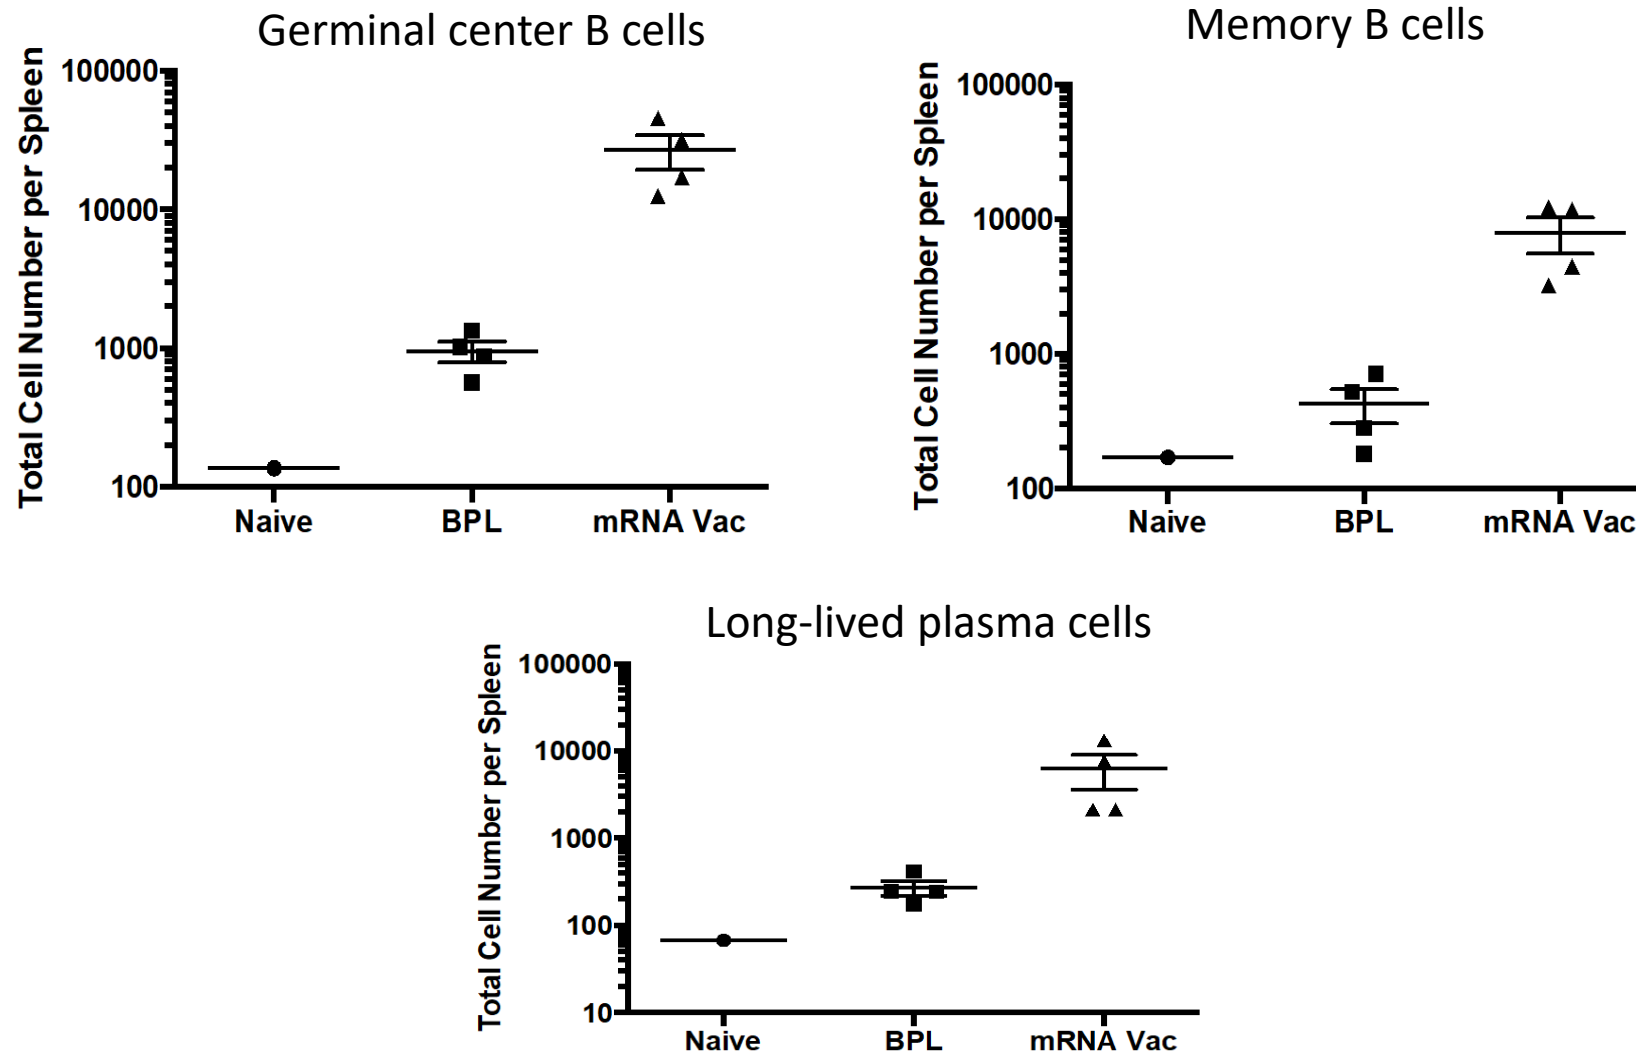 Germinal center B cells
Total Cell Number per Spleen
100000
10000
1000
100
Naive BPL mRNA Vac
Memory B cells
Total Cell Number per Spleen
100000
10000
1000
100
Naive BPL mRNA Vac
Long-lived plasma cells
Total Cell Number per Spleen
100000
10000
1000
100
10
Naive BPL mRNA Vac